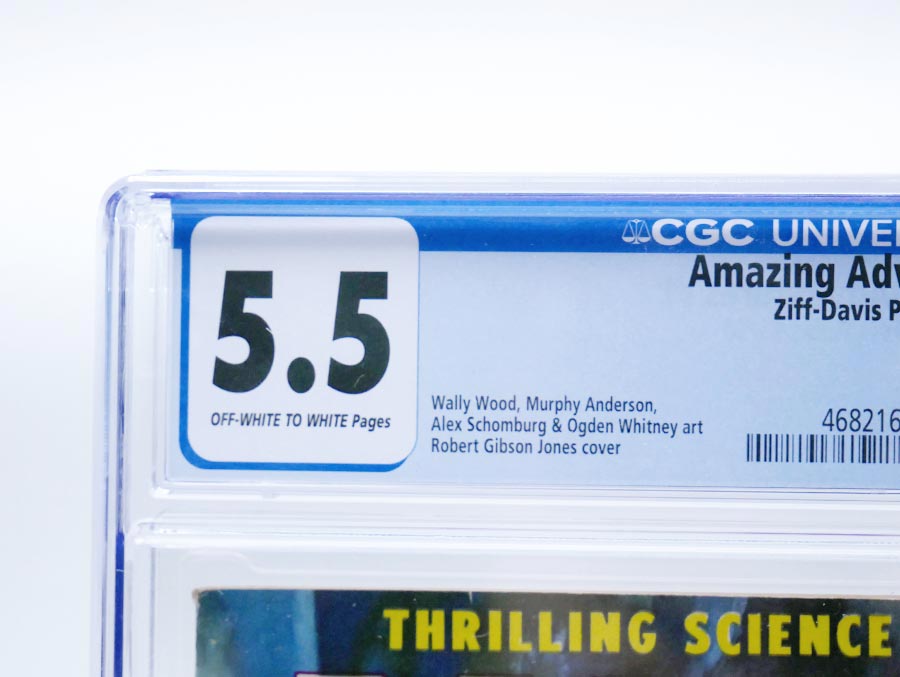 CGC UNIVER
Amazing Adv
Ziff-Davis P
5.5
OFF-WHITE TO WHITE Pages
Wally Wood, Murphy Anderson,
Alex Schomburg & Ogden Whitney art
Robert Gibson Jones cover
468216
THRILLING SCIENCE